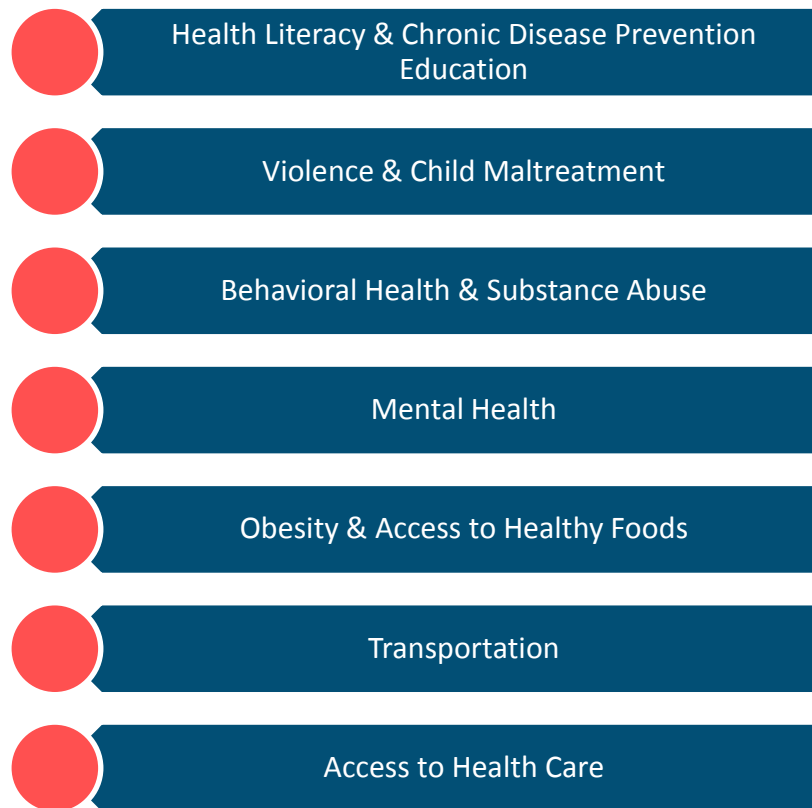 Health Literacy & Chronic Disease Prevention
Education
Violence & Child Maltreatment
Behavioral Health & Substance Abuse
Mental Health
Obesity & Access to Healthy Foods
Transportation
Access to Health Care